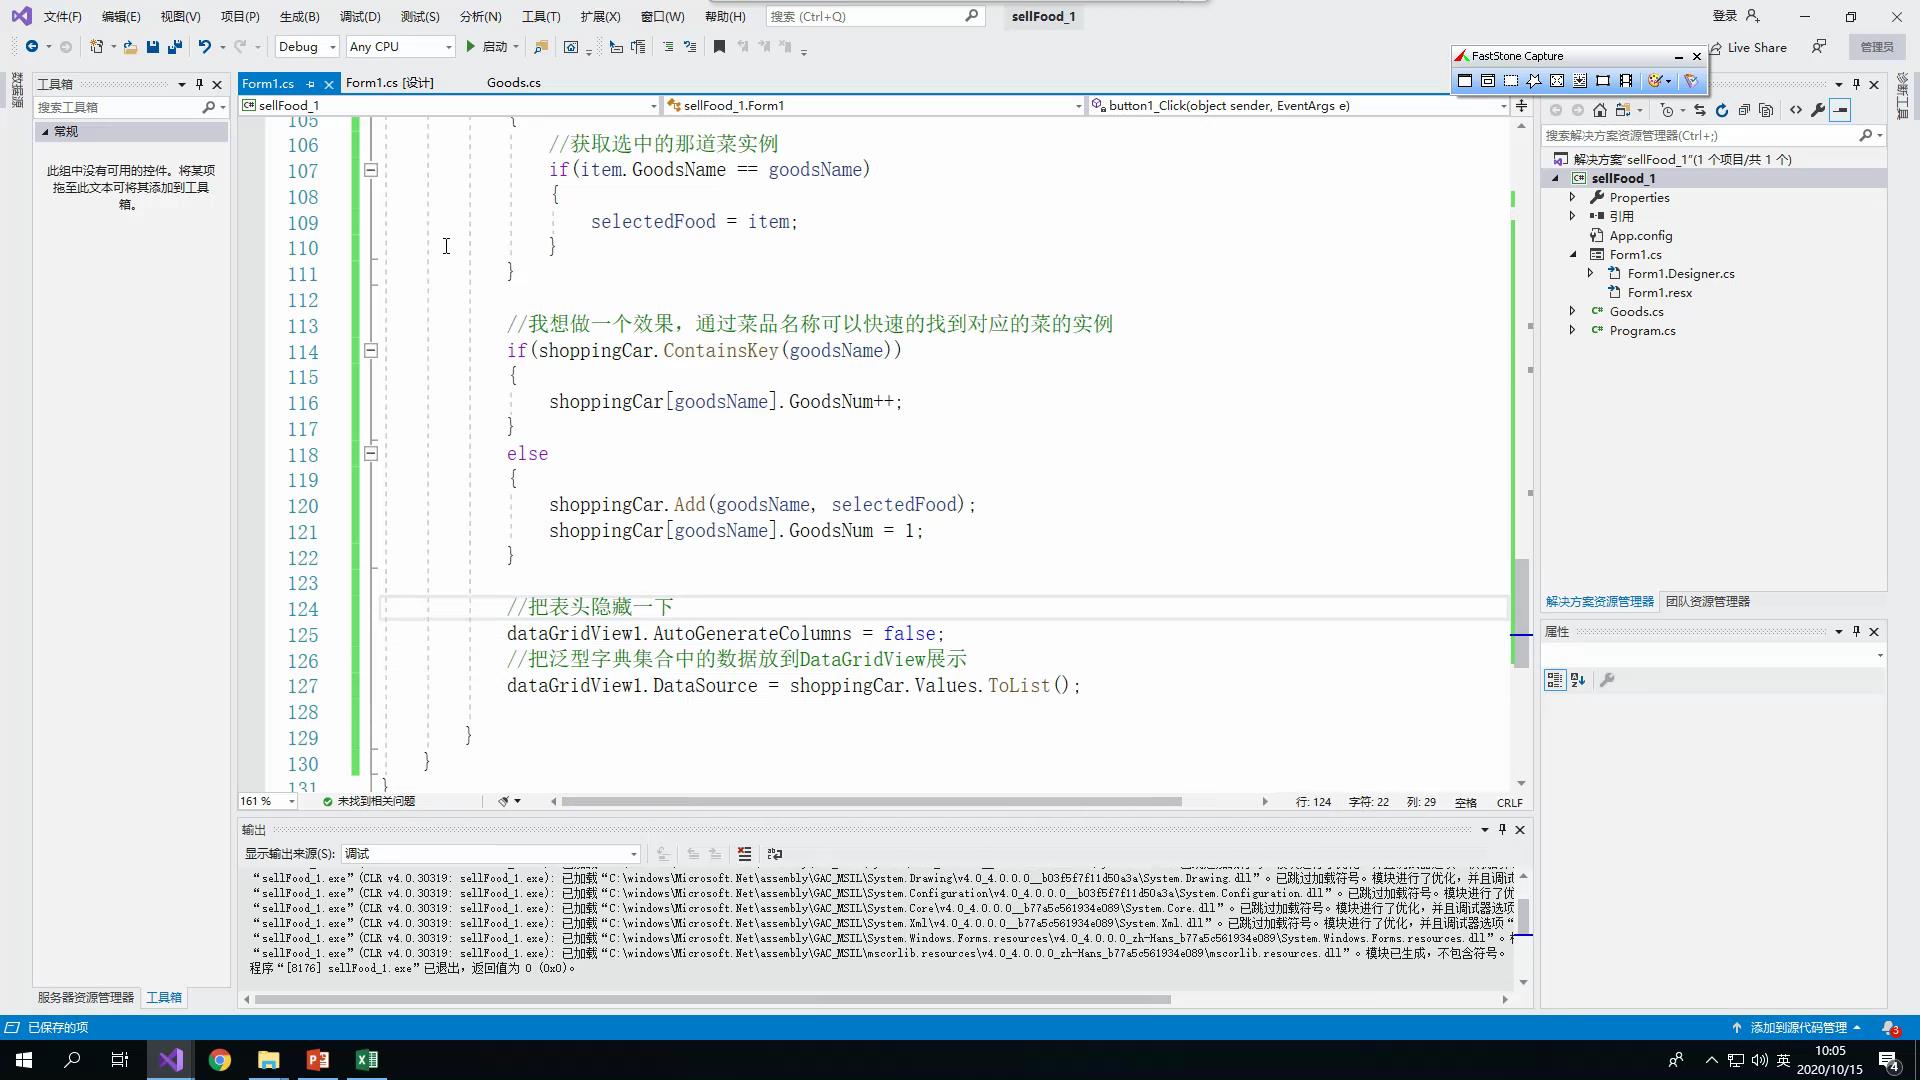 文件(F) 编辑(E) 视图(V) 项目(P) 生成(B) 调试(D) 测试(S) 分析(N) 工具(T) 扩展(X) 窗口(W) 帮助(H) 搜索 (Ctrl+Q) sellFood_1 登录
Debug Any CPU 启动 Live Share 管理员
FastStone Capture
工具箱
搜索工具箱
常规
此组中没有可用的控件。将某项
拖至此文本可将其添加到工具
箱。
服务器资源管理器 工具箱
Form1.cs Form1.cs [设计] Goods.cs
sellFood_1 sellFood_1.Form1 button1_Click(object sender, EventArgs e)
105 {
106 //获取选中的那道菜实例
107 if(item.GoodsName == goodsName)
108 {
109 selectedFood = item;
110 }
111 }
112
113 //我想做一个效果，通过菜品名称可以快速的找到对应的菜的实例
114 if(shoppingCar.ContainsKey(goodsName))
115 {
116 shoppingCar[goodsName].GoodsNum++;
117 }
118 else
119 {
120 shoppingCar.Add(goodsName, selectedFood);
121 shoppingCar[goodsName].GoodsNum = 1;
122 }
123
124 //把表头隐藏一下
125 dataGridView1.AutoGenerateColumns = false;
126 //把泛型字典集合中的数据放到DataGridView展示
127 dataGridView1.DataSource = shoppingCar.Values.ToList();
128
129 }
130 }
131 }
161 % 未找到相关问题 行: 124 字符: 22 列: 29 空格 CRLF
输出
显示输出来源(S): 调试
“sellFood_1.exe”(CLR v4.0.30319: sellFood_1.exe): 已加载“C:\windows\Microsoft.Net\assembly\GAC_MSIL\System.Drawing\v4.0_4.0.0.0__b03f5f7f11d50a3a\System.Drawing.dll”。已跳过加载符号。模块进行了优化，并且调试
“sellFood_1.exe”(CLR v4.0.30319: sellFood_1.exe): 已加载“C:\windows\Microsoft.Net\assembly\GAC_MSIL\System.Configuration\v4.0_4.0.0.0__b03f5f7f11d50a3a\System.Configuration.dll”。已跳过加载符号。模块进行了优
“sellFood_1.exe”(CLR v4.0.30319: sellFood_1.exe): 已加载“C:\windows\Microsoft.Net\assembly\GAC_MSIL\System.Core\v4.0_4.0.0.0__b77a5c561934e089\System.Core.dll”。已跳过加载符号。模块进行了优化，并且调试器选项
“sellFood_1.exe”(CLR v4.0.30319: sellFood_1.exe): 已加载“C:\windows\Microsoft.Net\assembly\GAC_MSIL\System.Xml\v4.0_4.0.0.0__b77a5c561934e089\System.Xml.dll”。已跳过加载符号。模块进行了优化，并且调试器选项“
“sellFood_1.exe”(CLR v4.0.30319: sellFood_1.exe): 已加载“C:\windows\Microsoft.Net\assembly\GAC_MSIL\System.Windows.Forms.resources\v4.0_4.0.0.0_zh-Hans_b77a5c561934e089\System.Windows.Forms.resources.dll”。
“sellFood_1.exe”(CLR v4.0.30319: sellFood_1.exe): 已加载“C:\windows\Microsoft.Net\assembly\GAC_MSIL\mscorlib.resources\v4.0_4.0.0.0_zh-Hans_b77a5c561934e089\mscorlib.resources.dll”。模块已生成，不包含符号。
程序“[8176] sellFood_1.exe”已退出，返回值为 0 (0x0)。
搜索解决方案资源管理器(Ctrl+;)
解决方案"sellFood_1"(1 个项目/共 1 个)
sellFood_1
Properties
引用
App.config
Form1.cs
Form1.Designer.cs
Form1.resx
Goods.cs
Program.cs
解决方案资源管理器 团队资源管理器
属性
诊断工具
已保存的项 添加到源代码管理 3
英 10:05
2020/10/15 4